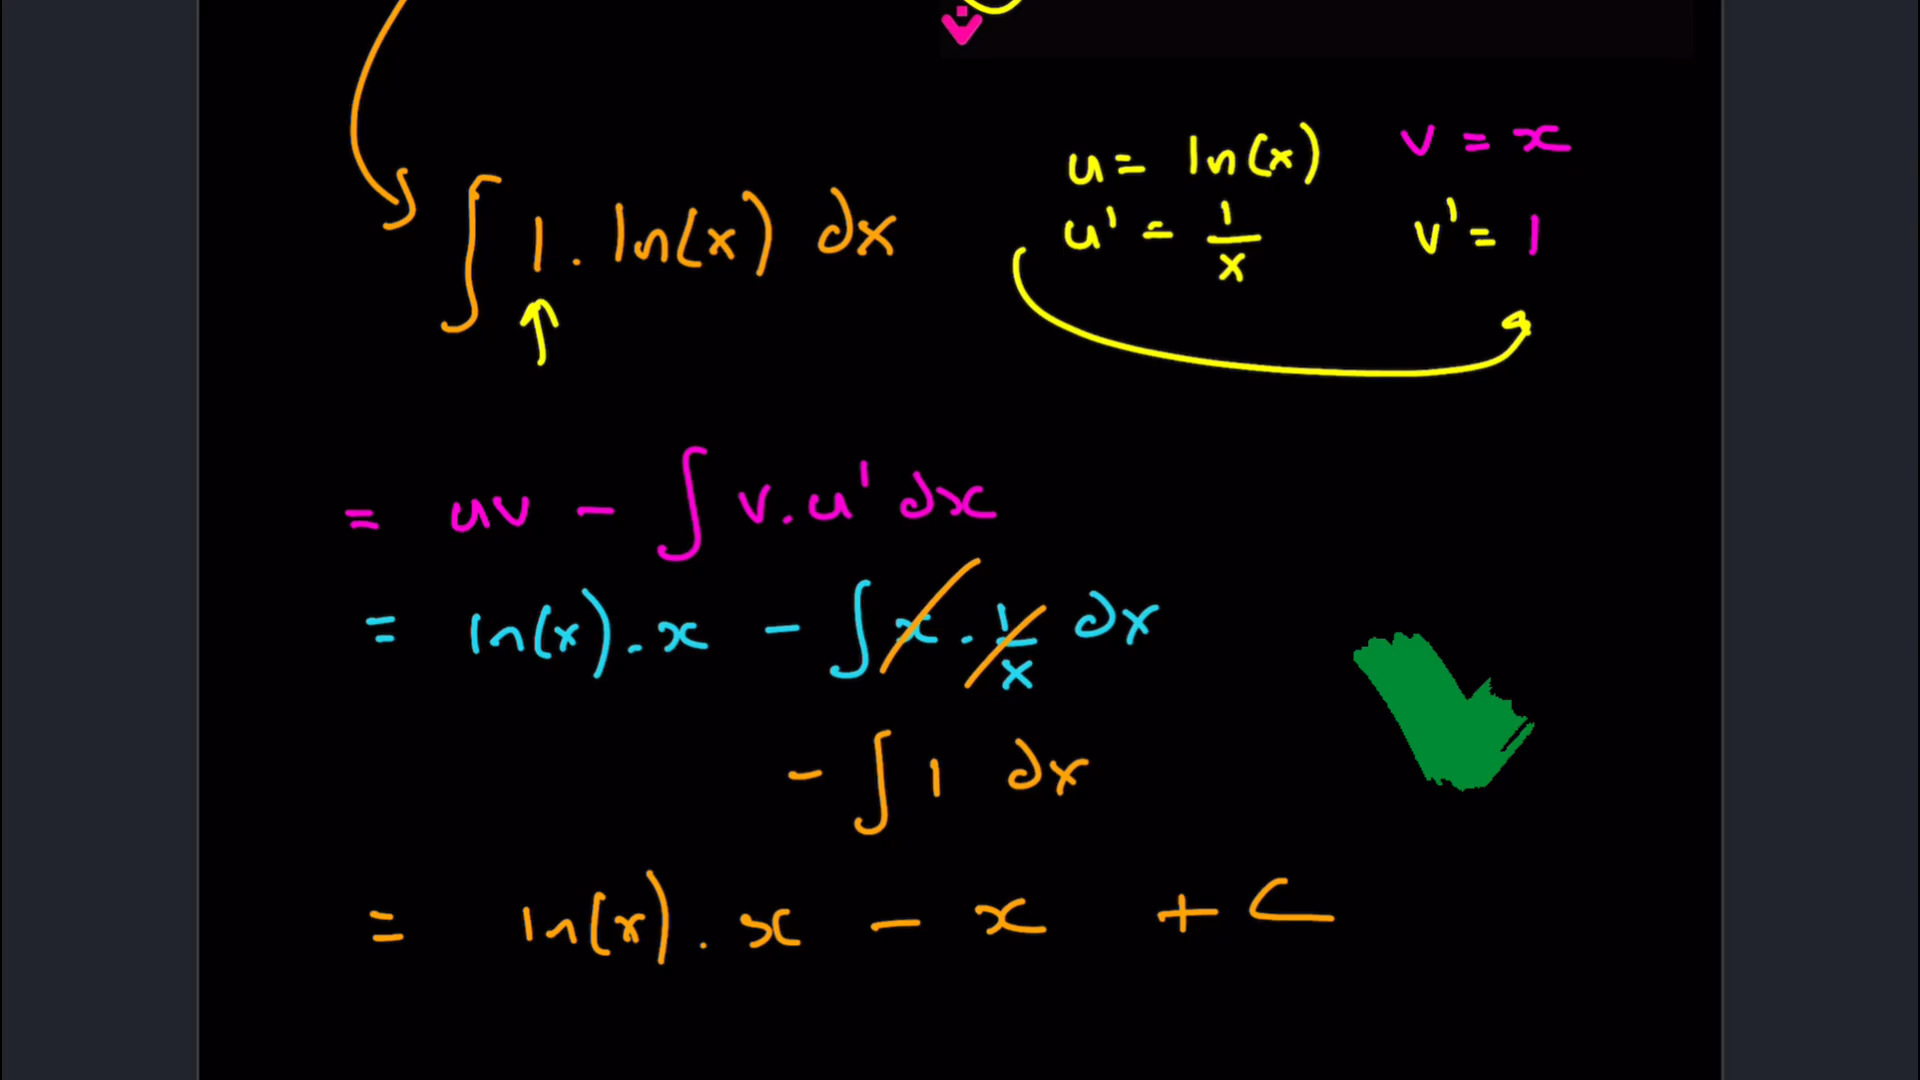 u = ln(x) v = x
∫ 1 . ln(x) dx u' = 1/x v' = 1
= uv - ∫ v.u' dx
= ln(x) . x - ∫ x . 1/x dx
- ∫ 1 dx
= ln(x) . x - x + C